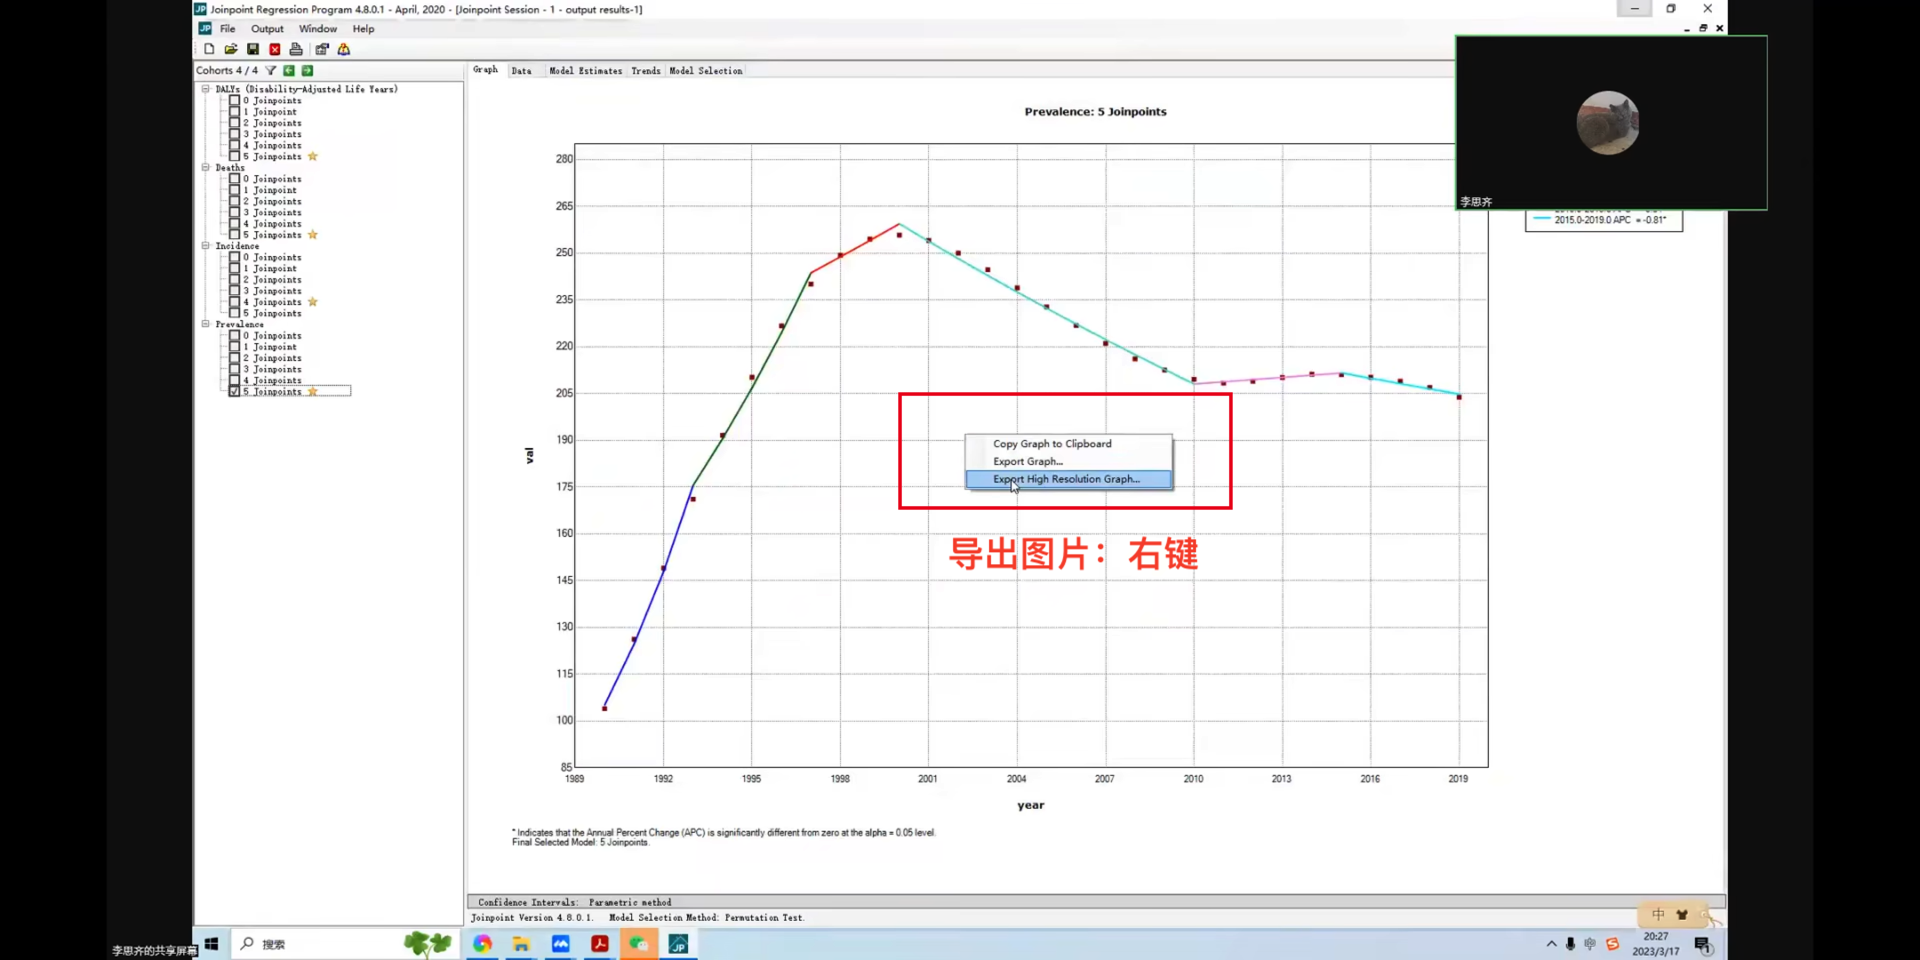 Joinpoint Regression Program 4.8.0.1 - April, 2020 - [Joinpoint Session - 1 - output results-1]
File Output Window Help
Cohorts 4 / 4
DALYs (Disability-Adjusted Life Years)
0 Joinpoints
1 Joinpoint
2 Joinpoints
3 Joinpoints
4 Joinpoints
5 Joinpoints
Deaths
0 Joinpoints
1 Joinpoint
2 Joinpoints
3 Joinpoints
4 Joinpoints
5 Joinpoints
Incidence
0 Joinpoints
1 Joinpoint
2 Joinpoints
3 Joinpoints
4 Joinpoints
5 Joinpoints
Prevalence
0 Joinpoints
1 Joinpoint
2 Joinpoints
3 Joinpoints
4 Joinpoints
5 Joinpoints
Graph Data Model Estimates Trends Model Selection
Prevalence: 5 Joinpoints
280
265
250
235
220
205
190
175
160
145
130
115
100
85
val
1989 1992 1995 1998 2001 2004 2007 2010 2013 2016 2019
year
Copy Graph to Clipboard
Export Graph...
Export High Resolution Graph...
导出图片：右键
李思齐
2015.0-2019.0 APC = -0.81*
* Indicates that the Annual Percent Change (APC) is significantly different from zero at the alpha = 0.05 level.
Final Selected Model: 5 Joinpoints.
Confidence Intervals: Parametric method
Joinpoint Version 4.8.0.1. Model Selection Method: Permutation Test.
中
李思齐的共享屏幕
搜索
20:27
2023/3/17